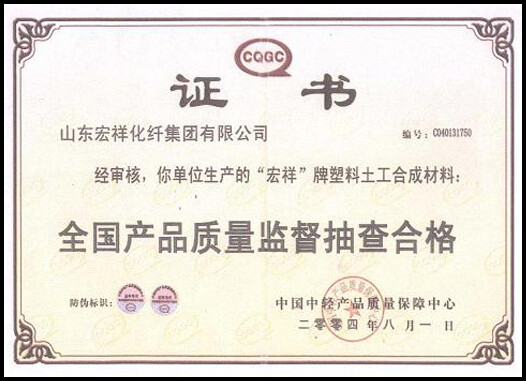 CQGC
证书
山东宏祥化纤集团有限公司
编号: C040131750
经审核，你单位生产的“宏祥”牌塑料土工合成材料:
全国产品质量监督抽查合格
防伪标识:
中国中轻产品质量保障中心
二〇〇四年八月一日